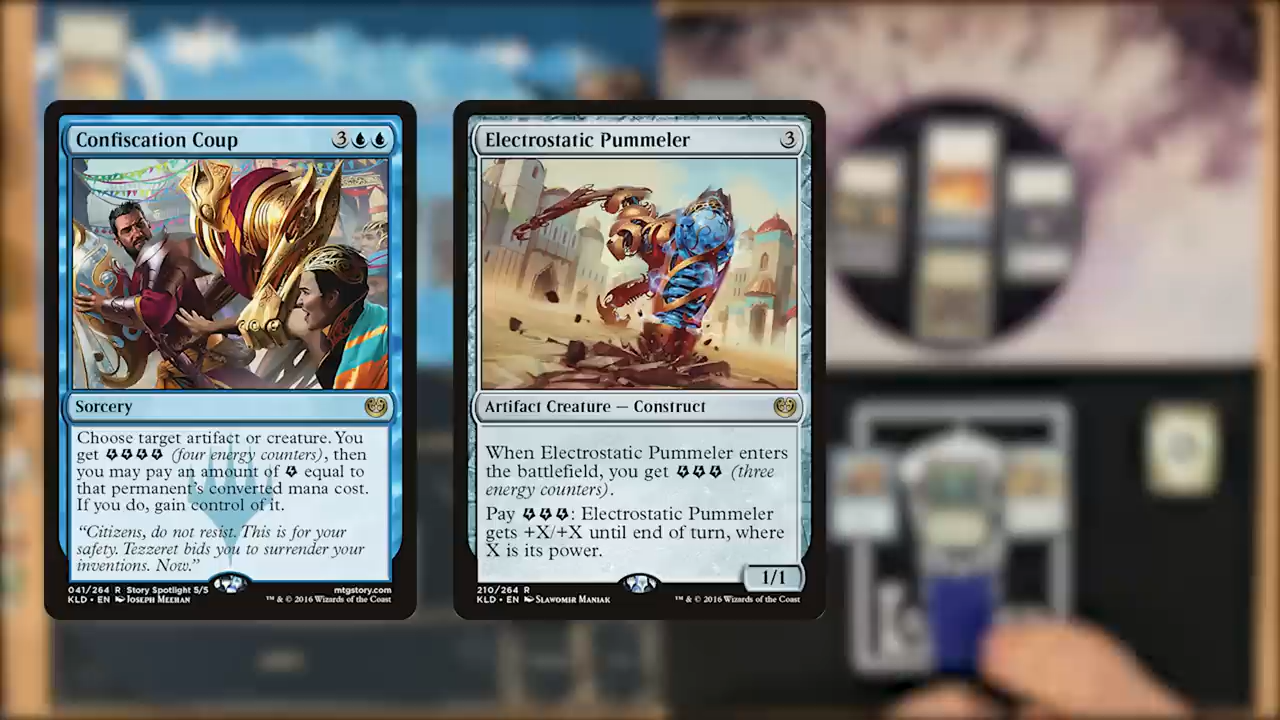 Confiscation Coup 3
Sorcery
Choose target artifact or creature. You
get (four energy counters), then
you may pay an amount of equal to
that permanent's converted mana cost.
If you do, gain control of it.
"Citizens, do not resist. This is for your
safety. Tezzeret bids you to surrender your
inventions. Now."
041/264 R Story Spotlight 5/5 mtgstory.com
KLD • EN Joseph Meehan ™ & © 2016 Wizards of the Coast
Electrostatic Pummeler 3
Artifact Creature — Construct
When Electrostatic Pummeler enters
the battlefield, you get (three
energy counters).
Pay : Electrostatic Pummeler
gets +X/+X until end of turn, where
X is its power.
1/1
210/264 R
KLD • EN Slawomir Maniak ™ & © 2016 Wizards of the Coast